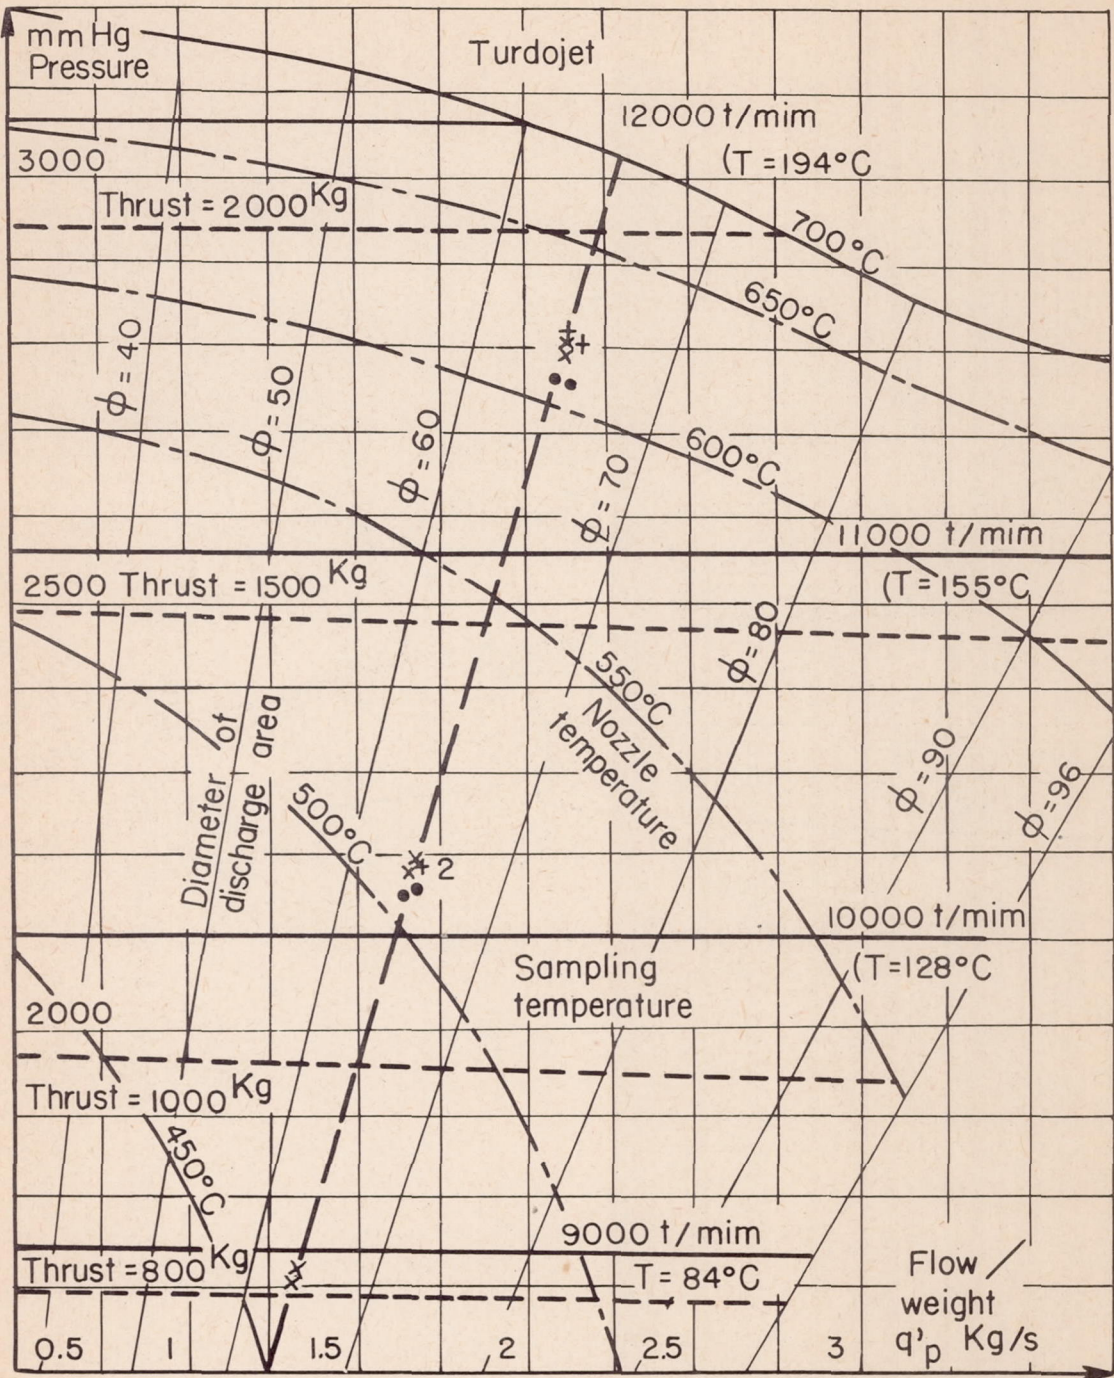 mm Hg
Pressure
Turdojet
12000 t/mim
(T = 194°C
3000
Thrust = 2000 Kg
700°C
650°C
ϕ = 40
ϕ = 50
ϕ = 60
600°C
ϕ = 70
11000 t/mim
2500 Thrust = 1500 Kg
(T = 155°C
ϕ = 80
550°C
Nozzle
temperature
Diameter of
discharge area
ϕ = 90
ϕ = 96
500°C
2
10000 t/mim
Sampling
temperature
(T=128°C
2000
Thrust = 1000 Kg
450°C
9000 t/mim
Thrust =800 Kg
T = 84°C
Flow
weight
q'p Kg/s
0.5 1 1.5 2 2.5 3